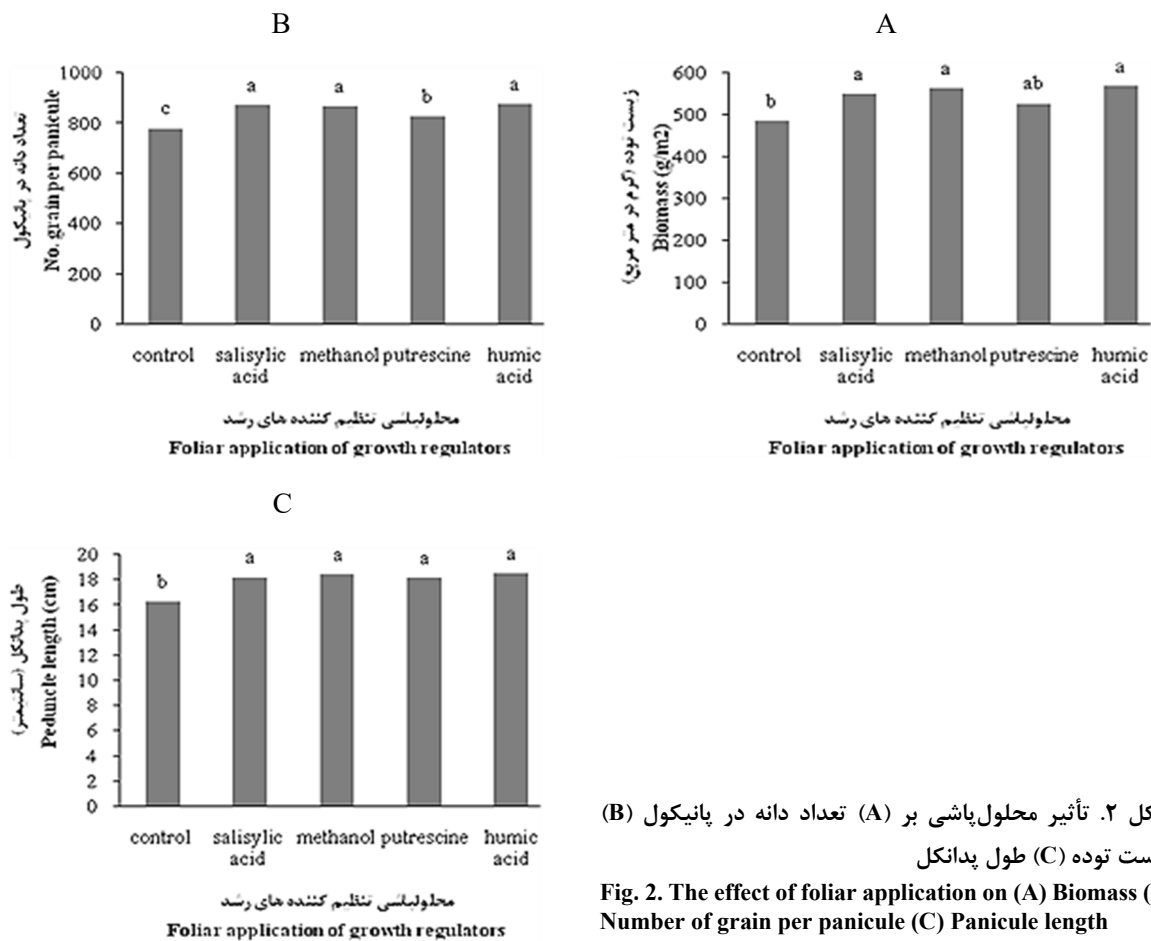 B
تعداد دانه در پانیکول
No. grain per panicule
1000
800
600
400
200
0
c
a
a
b
a
control salisylic acid methanol putrescine humic acid
محلولپاشی تنظیم کننده های رشد
Foliar application of growth regulators
A
زیست توده (گرم در متر مربع)
Biomass (g/m2)
600
500
400
300
200
100
0
b
a
a
ab
a
control salisylic acid methanol putrescine humic acid
محلولپاشی تنظیم کننده های رشد
Foliar application of growth regulators
C
طول پدانکل (سانتیمتر)
Peduncle length (cm)
20
18
16
14
12
10
8
6
4
2
0
b
a
a
a
a
control salisylic acid methanol putrescine humic acid
محلولپاشی تنظیم کننده های رشد
Foliar application of growth regulators
کل ۲. تأثیر محلول‌پاشی بر (A) تعداد دانه در پانیکول (B)
ست توده (C) طول پدانکل
Fig. 2. The effect of foliar application on (A) Biomass (
Number of grain per panicule (C) Panicule length